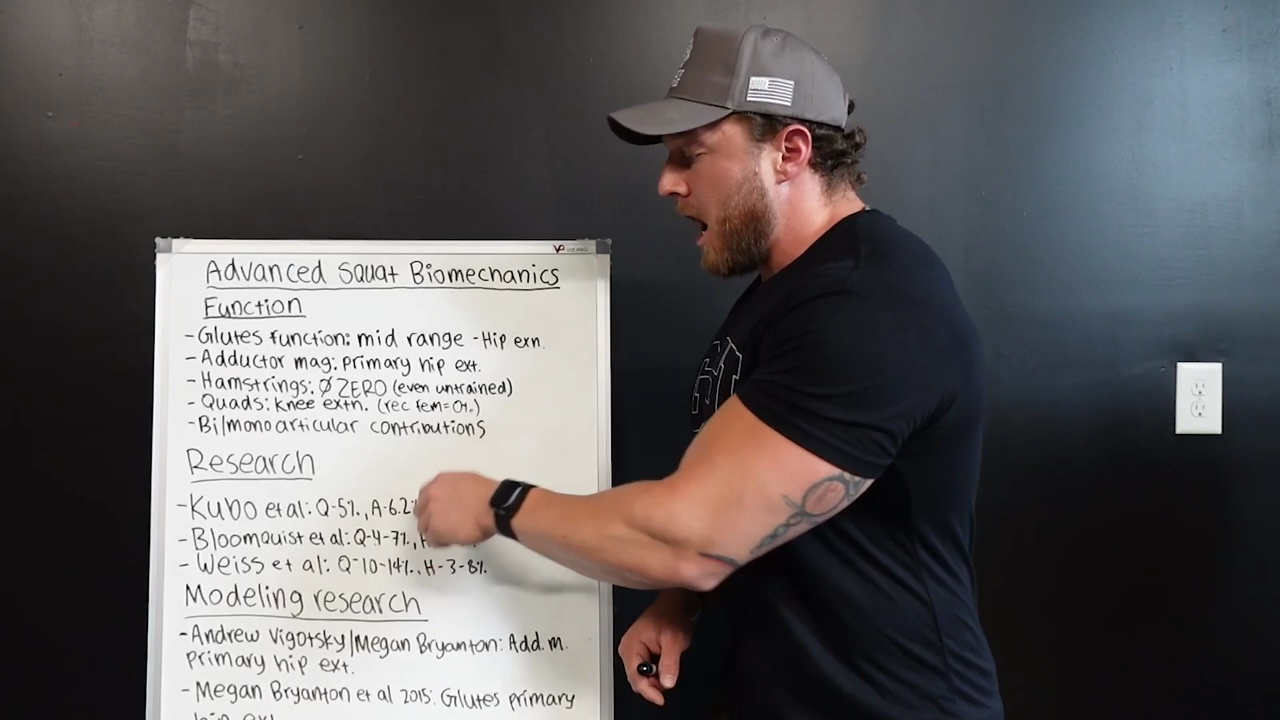 Advanced Squat Biomechanics
Function
- Glutes function: mid range - Hip exn.
- Adductor mag: primary hip ext.
- Hamstrings: Ø ZERO (even untrained)
- Quads: Knee extn. (rec fem=0%)
- Bi/mono articular contributions
Research
- Kubo et al: Q-5%, A-6.2%
- Bloomquist et al: Q-4-7%,
- Weiss et al: Q-10-14%, H-3-8%
Modeling research
- Andrew Vigotsky/Megan Bryanton: Add. m.
primary hip ext.
- Megan Bryanton et al 2015: Glutes primary
hip ext